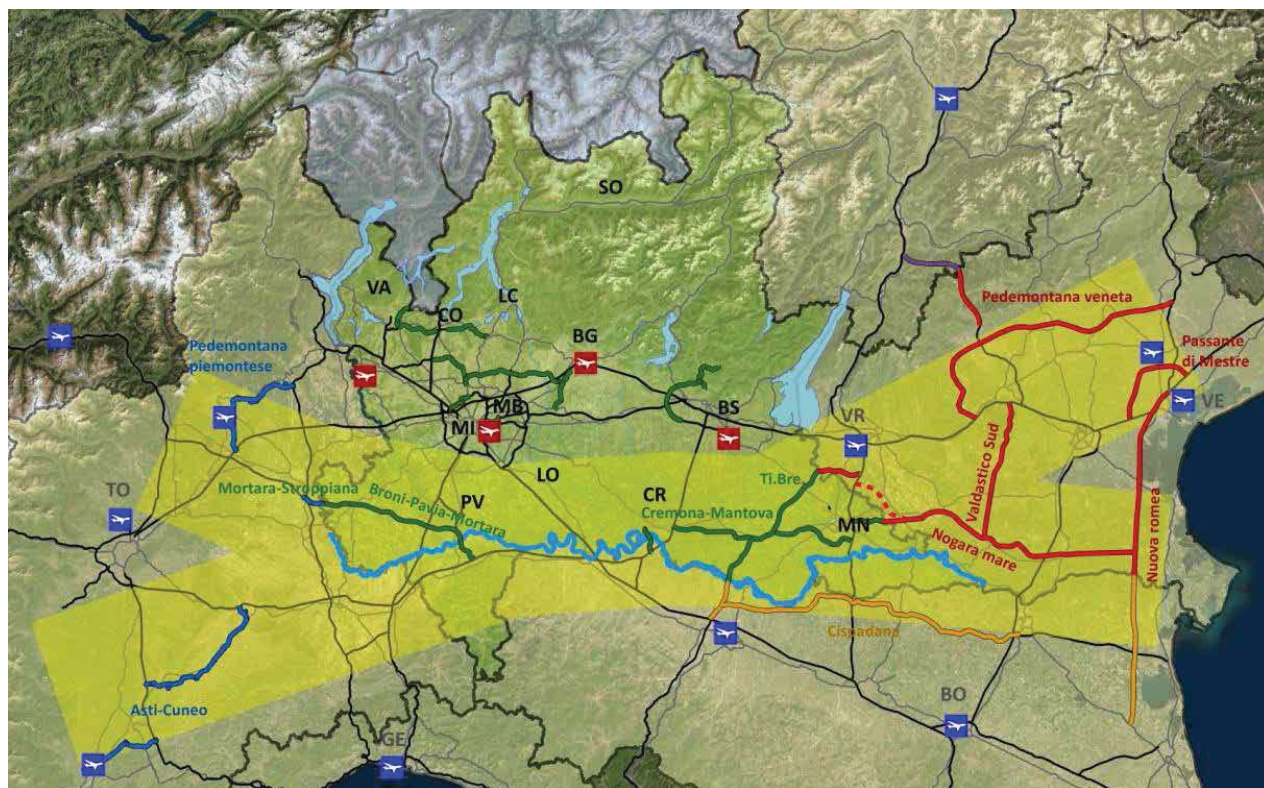 SO
VA
LC
CO
Pedemontana veneta
BG
Pedemontana
piemontese
Passante
di Mestre
MB
BS
VE
MI
VR
Valdastico Sud
LO
Ti.Bre.
Mortara-Stroppiana
Broni-Pavia-Mortara
PV
CR
TO
Cremona-Mantova
MN
Nogara mare
Nuova romea
Cispadana
BO
Asti-Cuneo
GE